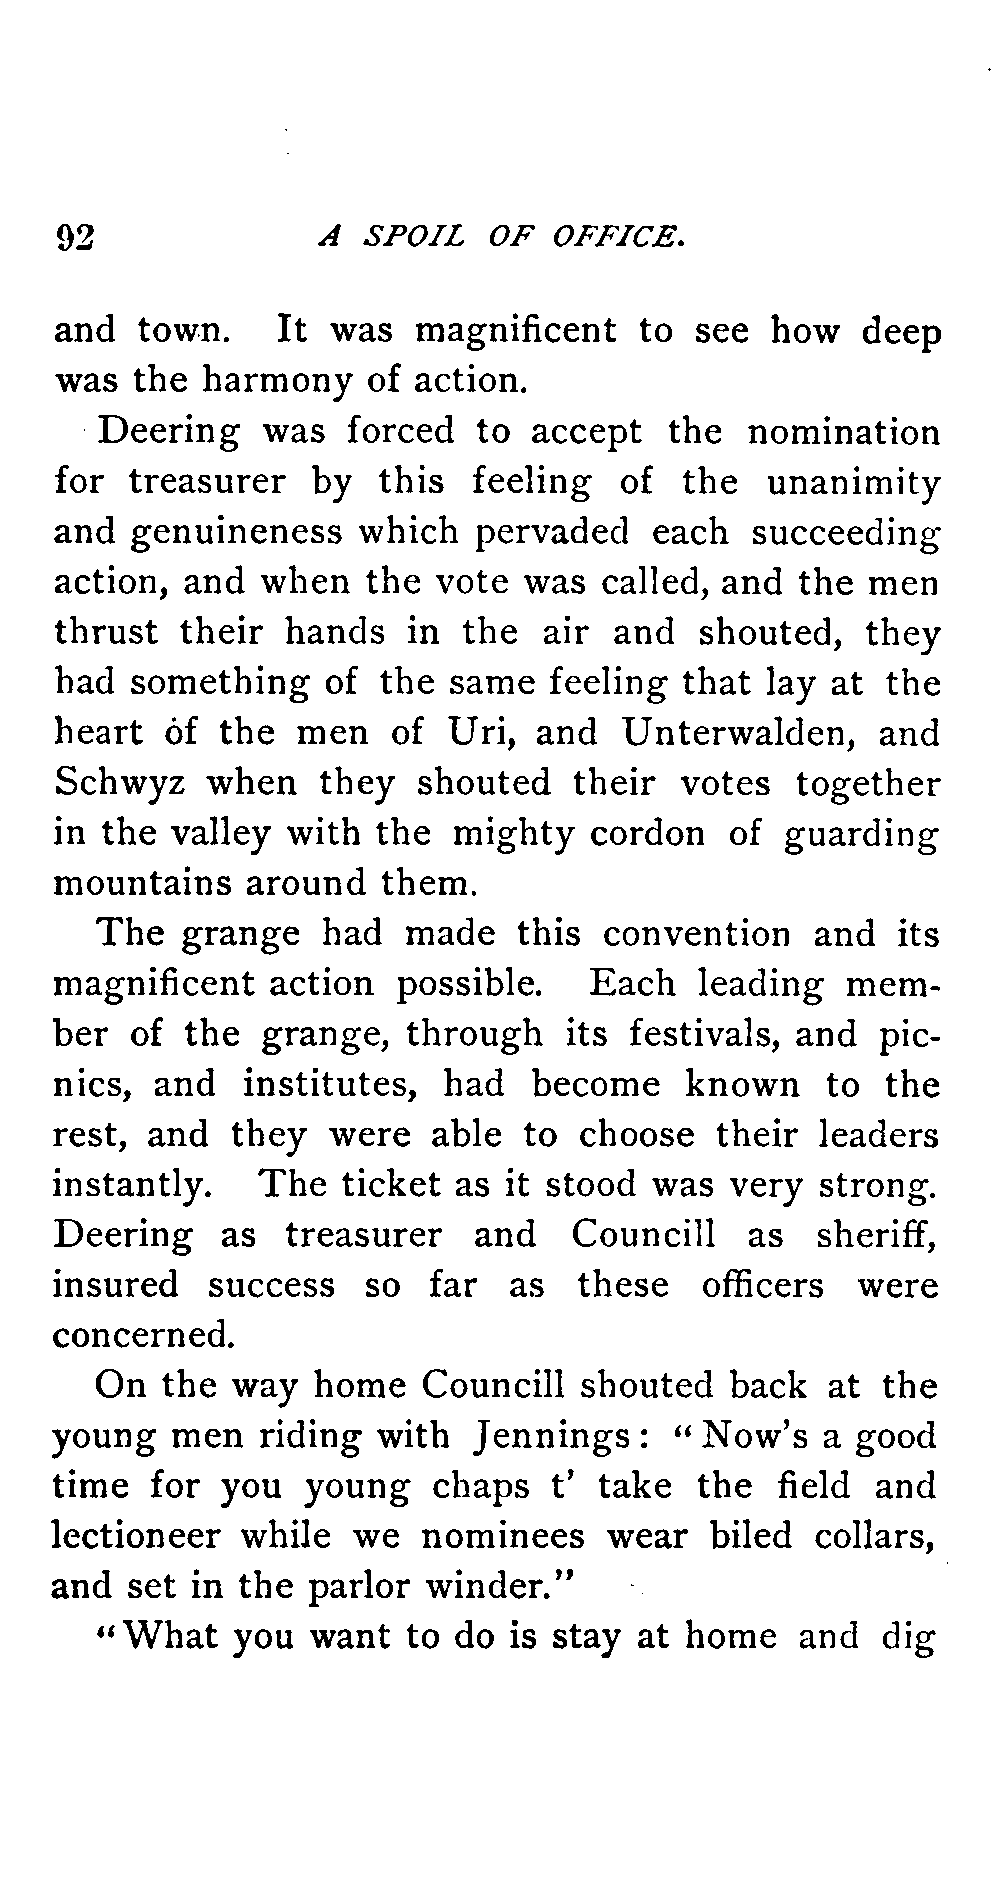 92 A SPOIL OF OFFICE.
and town. It was magnificent to see how deep
was the harmony of action.
Deering was forced to accept the nomination
for treasurer by this feeling of the unanimity
and genuineness which pervaded each succeeding
action, and when the vote was called, and the men
thrust their hands in the air and shouted, they
had something of the same feeling that lay at the
heart of the men of Uri, and Unterwalden, and
Schwyz when they shouted their votes together
in the valley with the mighty cordon of guarding
mountains around them.
The grange had made this convention and its
magnificent action possible. Each leading mem-
ber of the grange, through its festivals, and pic-
nics, and institutes, had become known to the
rest, and they were able to choose their leaders
instantly. The ticket as it stood was very strong.
Deering as treasurer and Councill as sheriff,
insured success so far as these officers were
concerned.
On the way home Councill shouted back at the
young men riding with Jennings: "Now's a good
time for you young chaps t' take the field and
lectioneer while we nominees wear biled collars,
and set in the parlor winder."
"What you want to do is stay at home and dig